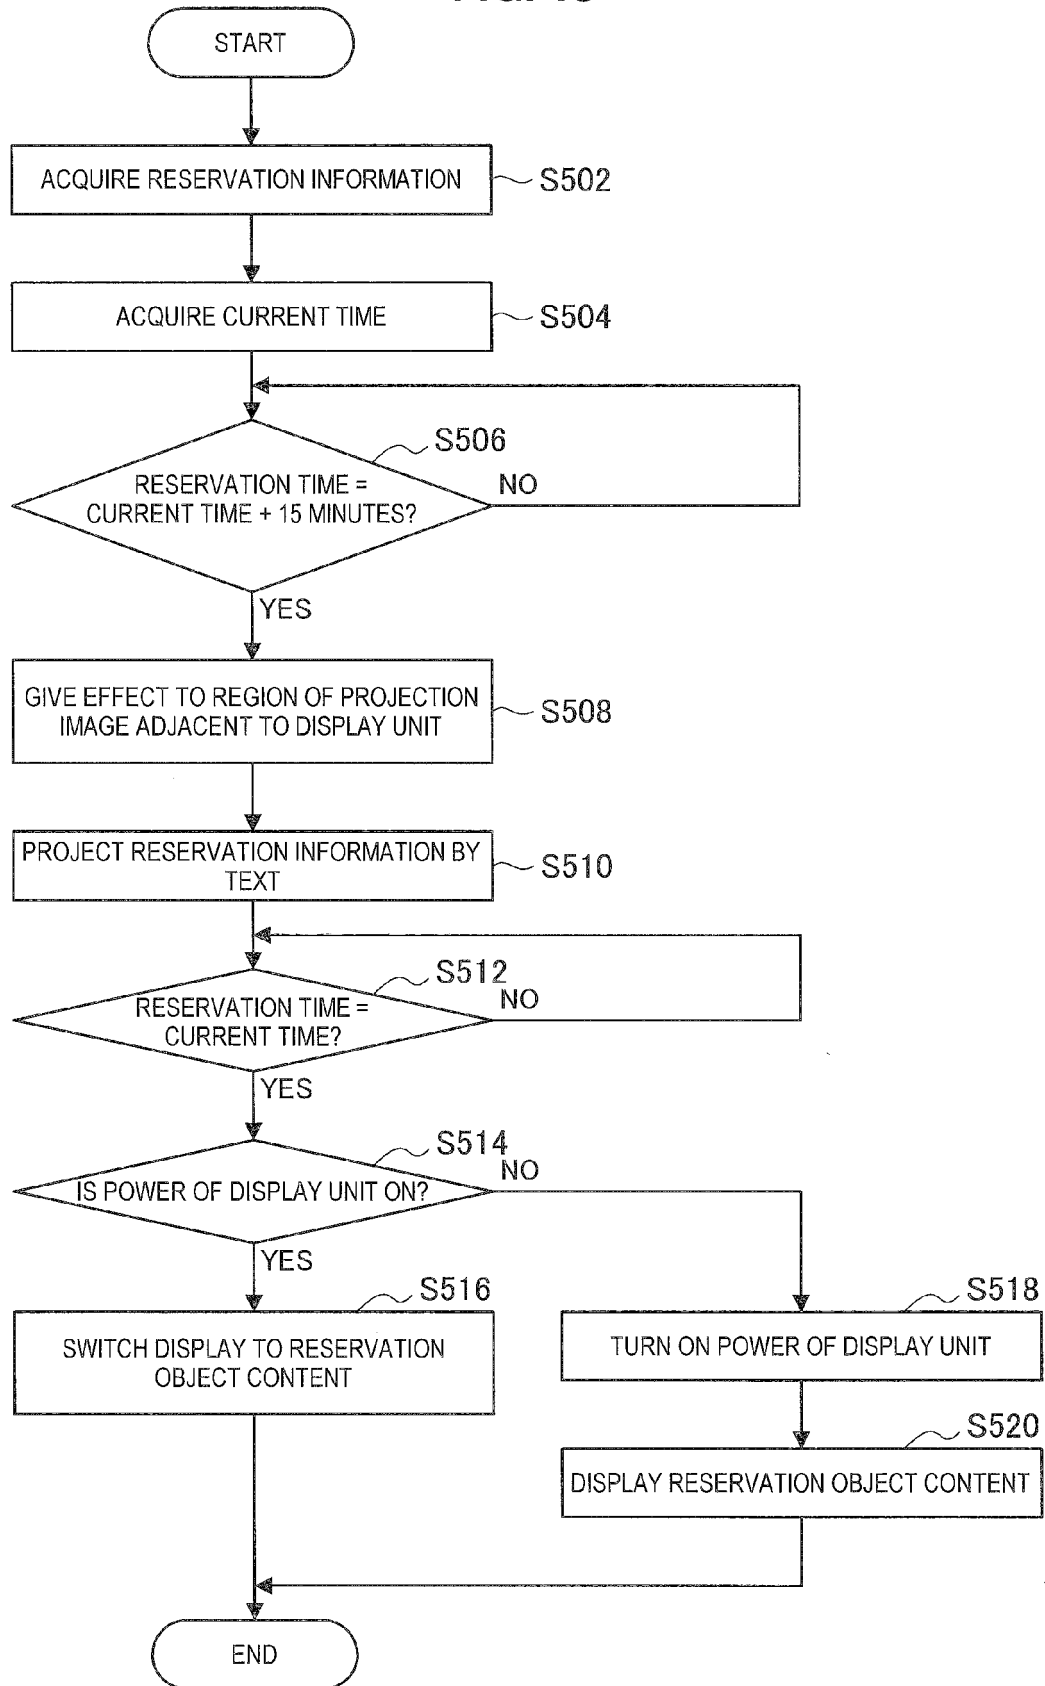 START
ACQUIRE RESERVATION INFORMATION
S502
ACQUIRE CURRENT TIME
S504
S506
RESERVATION TIME =
CURRENT TIME + 15 MINUTES?
NO
YES
GIVE EFFECT TO REGION OF PROJECTION
IMAGE ADJACENT TO DISPLAY UNIT
S508
PROJECT RESERVATION INFORMATION BY
TEXT
S510
S512
RESERVATION TIME =
CURRENT TIME?
NO
YES
S514
IS POWER OF DISPLAY UNIT ON?
NO
YES
S516
SWITCH DISPLAY TO RESERVATION
OBJECT CONTENT
S518
TURN ON POWER OF DISPLAY UNIT
S520
DISPLAY RESERVATION OBJECT CONTENT
END